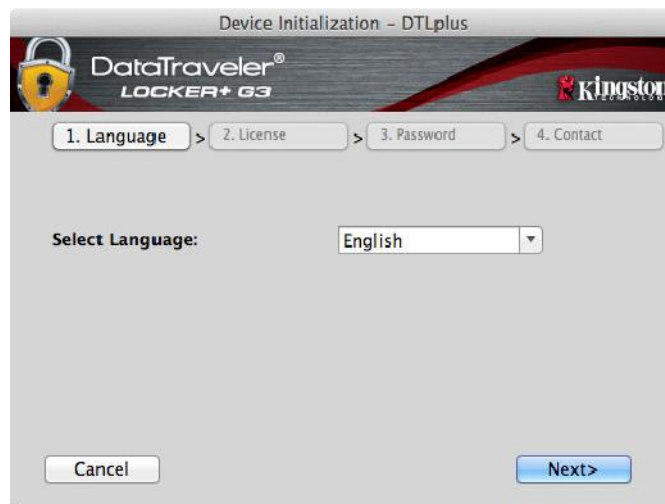 Device Initialization – DTLplus
DataTraveler®
LOCKER+ G3
Kingston
TECHNOLOGY
1. Language > 2. License > 3. Password > 4. Contact
Select Language: English
Cancel Next>